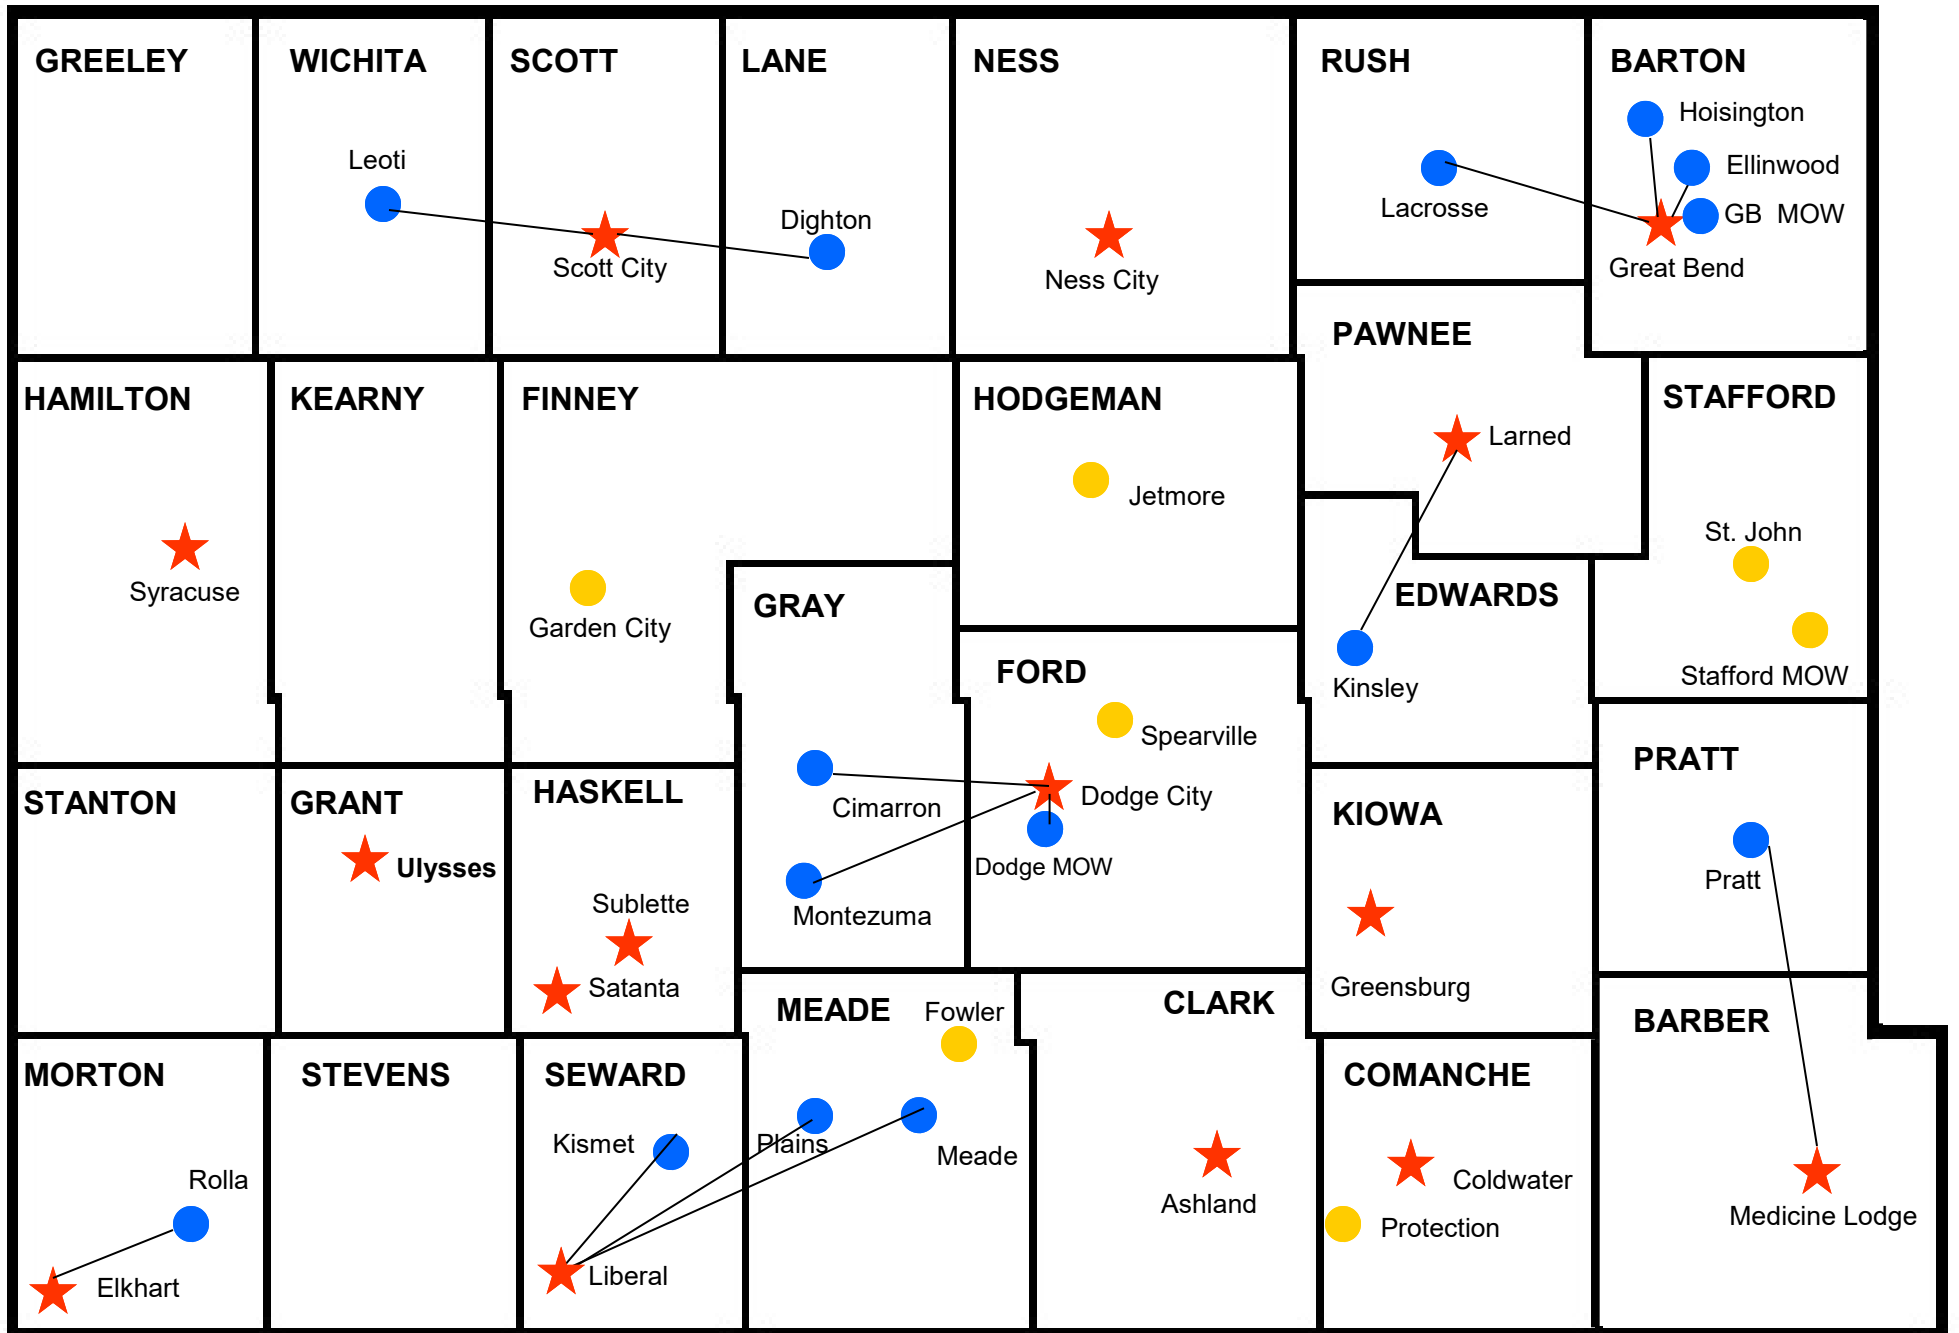 GREELEY
WICHITA
SCOTT
LANE
NESS
RUSH
BARTON
Hoisington
Leoti
Ellinwood
Dighton
Lacrosse
GB MOW
Scott City
Ness City
Great Bend
PAWNEE
HAMILTON
KEARNY
FINNEY
HODGEMAN
STAFFORD
Larned
Jetmore
St. John
Syracuse
Garden City
GRAY
EDWARDS
FORD
Kinsley
Stafford MOW
Spearville
PRATT
STANTON
GRANT
HASKELL
Cimarron
Dodge City
KIOWA
Ulysses
Dodge MOW
Pratt
Sublette
Montezuma
Satanta
Greensburg
MEADE
Fowler
CLARK
BARBER
MORTON
STEVENS
SEWARD
COMANCHE
Kismet
Plains
Meade
Rolla
Ashland
Coldwater
Protection
Medicine Lodge
Elkhart
Liberal